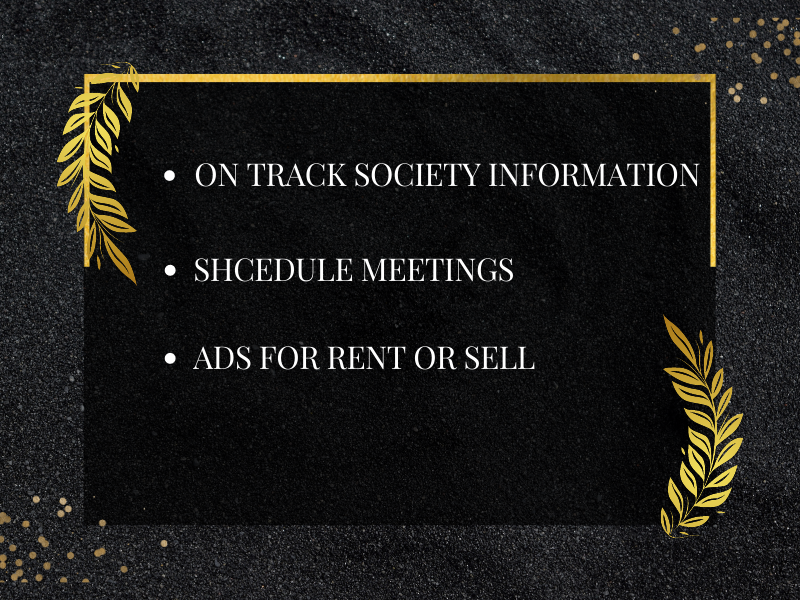 • ON TRACK SOCIETY INFORMATION
• SHCEDULE MEETINGS
• ADS FOR RENT OR SELL